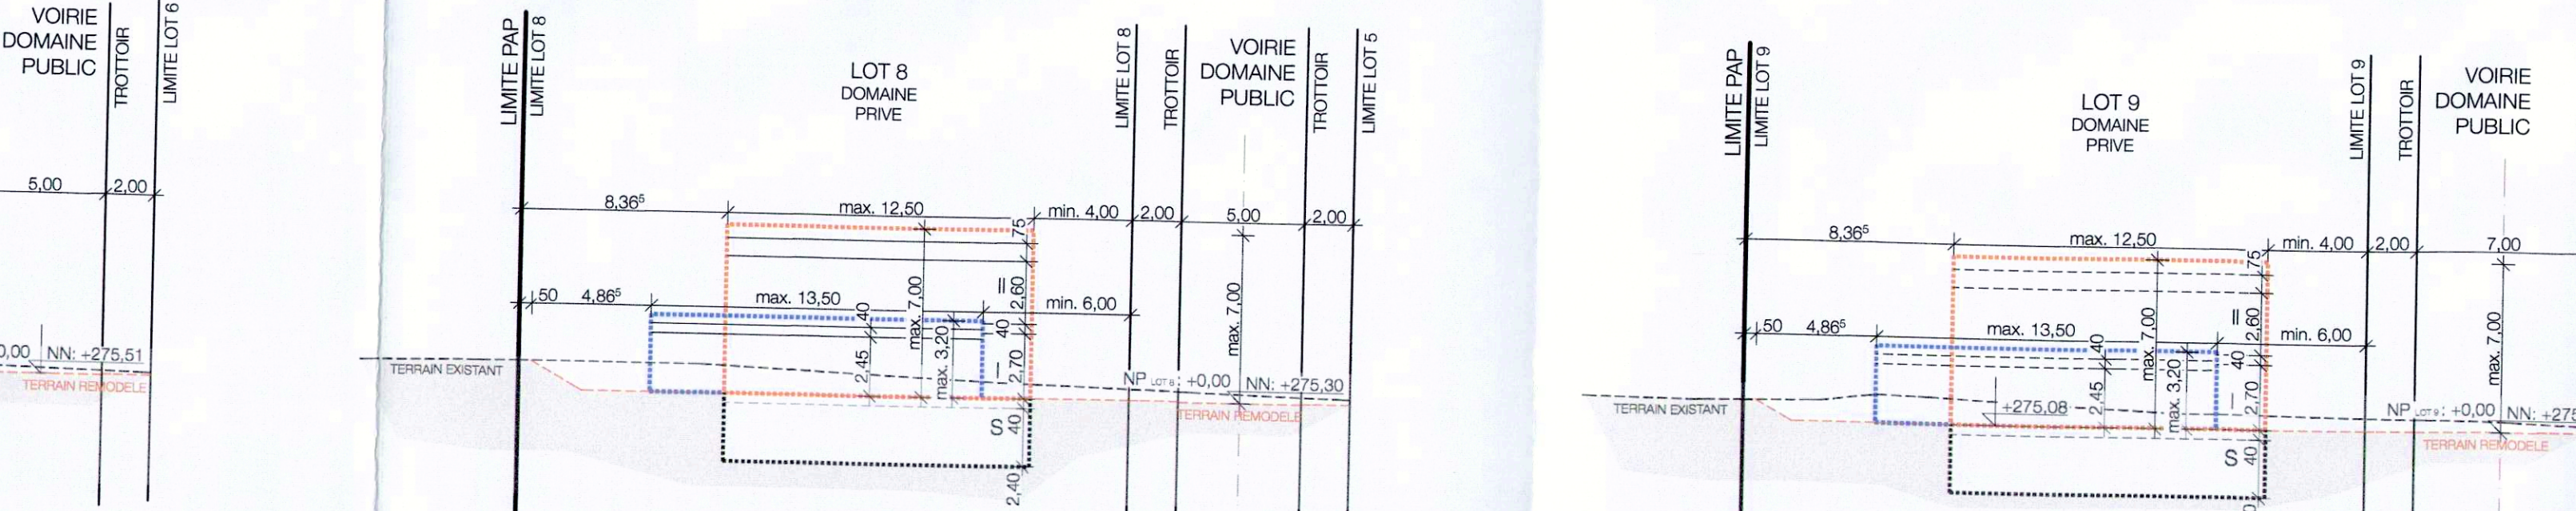 VOIRIE
DOMAINE
PUBLIC
TROTTOIR
LIMITE LOT 6
5,00
2,00
0,00
NN: +275,51
TERRAIN REMODELE
LIMITE PAP
LIMITE LOT 8
LOT 8
DOMAINE
PRIVE
LIMITE LOT 8
TROTTOIR
VOIRIE
DOMAINE
PUBLIC
TROTTOIR
LIMITE LOT 5
8,36⁵
max. 12,50
75
min. 4,00
2,00
5,00
2,00
50
4,86⁵
max. 13,50
40
max. 7,00
II
2,60
min. 6,00
max. 7,00
2,45
max. 3,20
40
I
2,70
TERRAIN EXISTANT
NP LOT 8 : +0,00
NN: +275,30
TERRAIN REMODELE
S
40
2,40
LIMITE PAP
LIMITE LOT 9
LOT 9
DOMAINE
PRIVE
LIMITE LOT 9
TROTTOIR
VOIRIE
DOMAINE
PUBLIC
8,36⁵
max. 12,50
75
min. 4,00
2,00
7,00
50
4,86⁵
max. 13,50
40
max. 7,00
II
2,60
min. 6,00
max. 7,00
2,45
max. 3,20
40
I
2,70
TERRAIN EXISTANT
+275,08
NP LOT 9 : +0,00
NN: +275
TERRAIN REMODELE
S
40